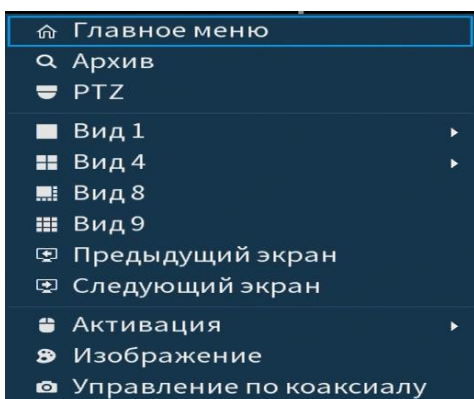 Главное меню
Архив
PTZ
Вид 1
Вид 4
Вид 8
Вид 9
Предыдущий экран
Следующий экран
Активация
Изображение
Управление по коаксиалу